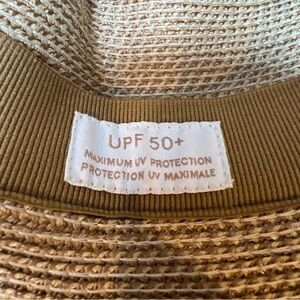 UPF 50+
MAXIMUM UV PROTECTION
PROTECTION UV MAXIMALE